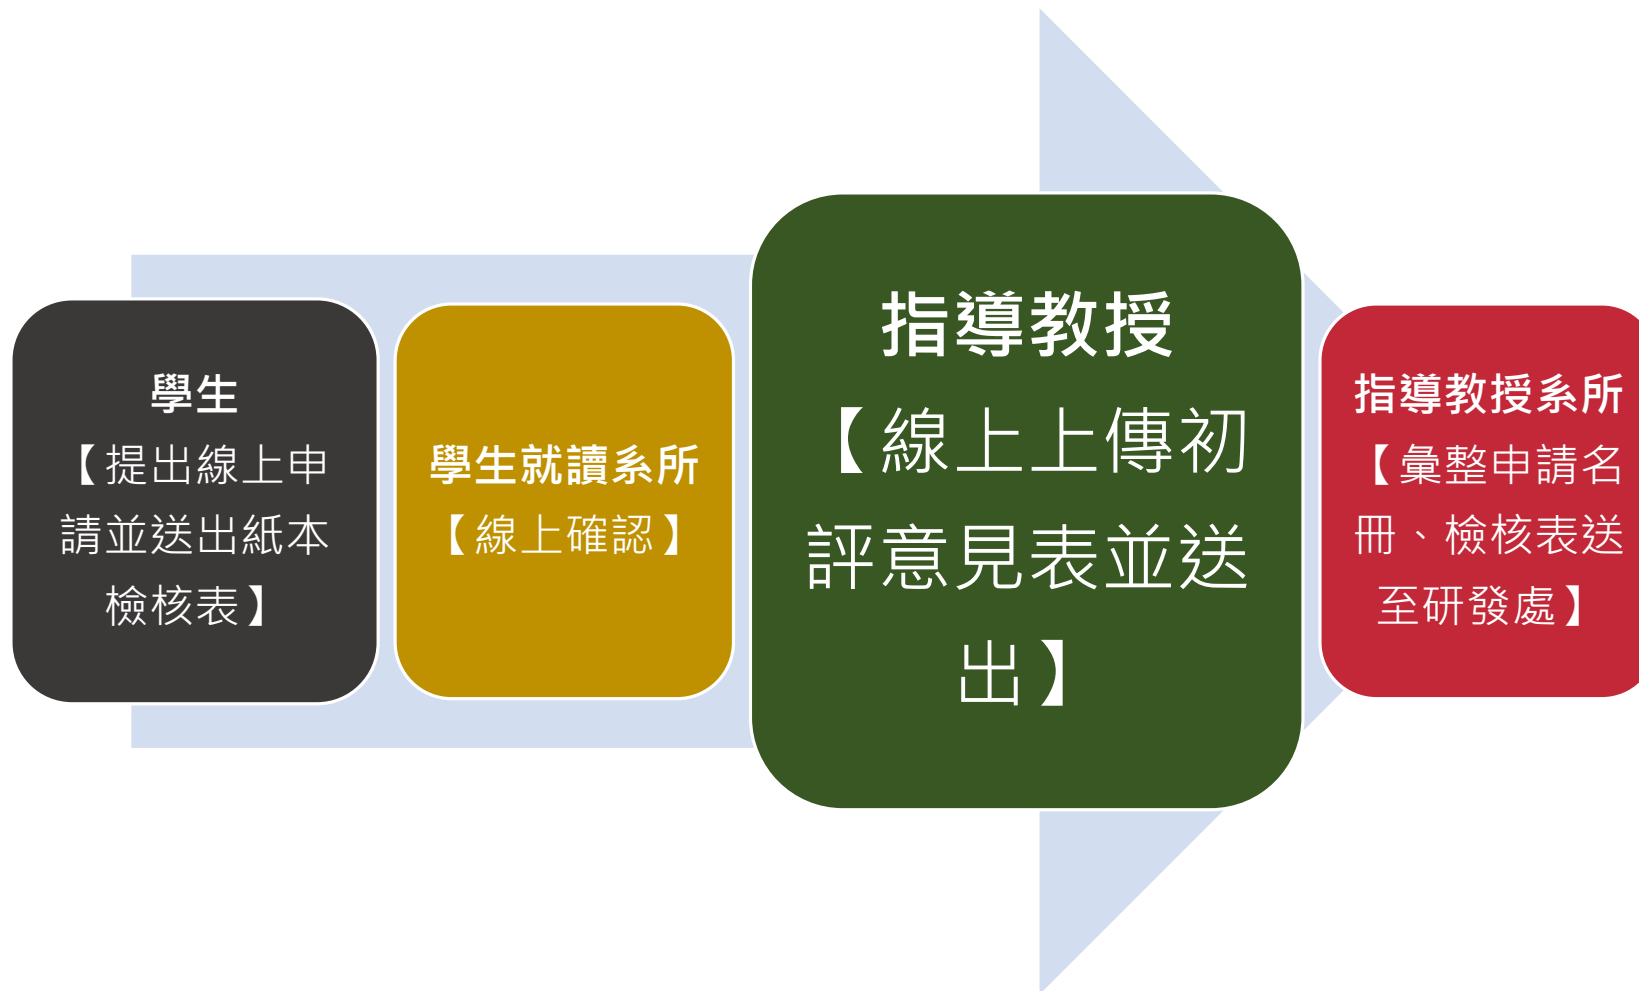 學生
【提出線上申
請並送出紙本
檢核表】
學生就讀系所
【線上確認】
指導教授
【線上上傳初
評意見表並送
出】
指導教授系所
【彙整申請名
冊、檢核表送
至研發處】